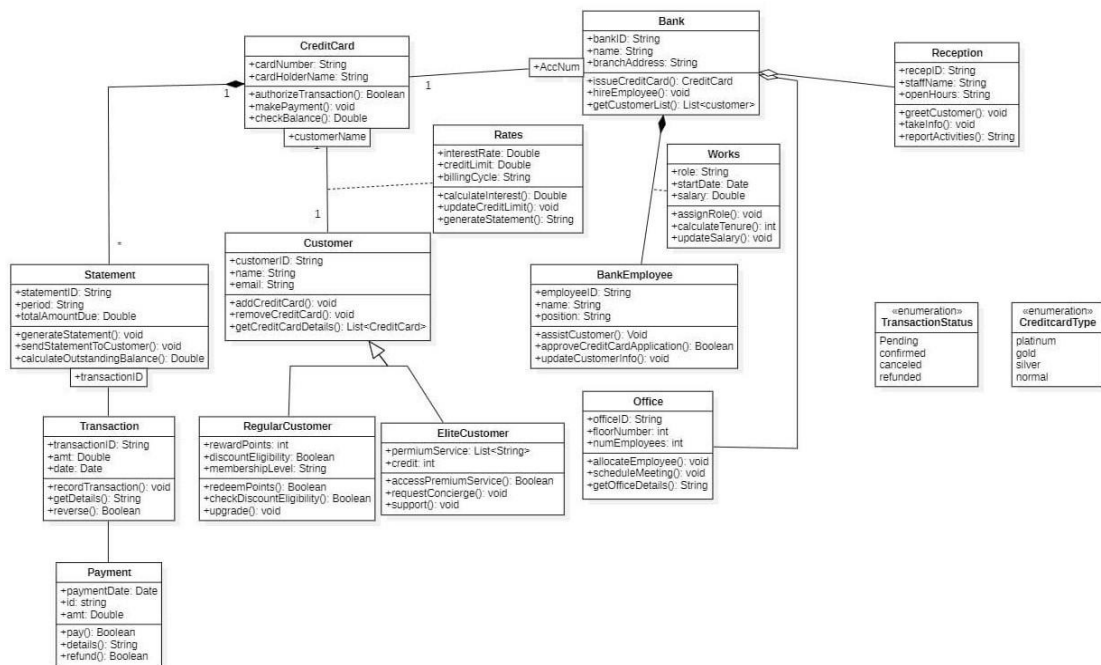 Bank
+bankID: String
+name: String
+branchAddress: String
+issueCreditCard(): CreditCard
+hireEmployee(): void
+getCustomerList(): List<customer>
+AccNum
CreditCard
+cardNumber: String
+cardHolderName: String
+authorizeTransaction(): Boolean
+makePayment(): void
+checkBalance(): Double
+customerName
1
1
1
1
*
Reception
+recepID: String
+staffName: String
+openHours: String
+greetCustomer(): void
+takeInfo(): void
+reportActivities(): String
Rates
+interestRate: Double
+creditLimit: Double
+billingCycle: String
+calculateInterest(): Double
+updateCreditLimit(): void
+generateStatement(): String
Works
+role: String
+startDate: Date
+salary: Double
+assignRole(): void
+calculateTenure(): int
+updateSalary(): void
Customer
+customerID: String
+name: String
+email: String
+addCreditCard(): void
+removeCreditCard(): void
+getCreditCardDetails(): List<CreditCard>
Statement
+statementID: String
+period: String
+totalAmountDue: Double
+generateStatement(): void
+sendStatementToCustomer(): void
+calculateOutstandingBalance(): Double
+transactionID
BankEmployee
+employeeID: String
+name: String
+position: String
+assistCustomer(): Void
+approveCreditCardApplication(): Boolean
+updateCustomerInfo(): void
«enumeration»
TransactionStatus
Pending
confirmed
canceled
refunded
«enumeration»
CreditcardType
platinum
gold
silver
normal
Transaction
+transactionID: String
+amt: Double
+date: Date
+recordTransaction(): void
+getDetails(): String
+reverse(): Boolean
RegularCustomer
+rewardPoints: int
+discountEligibility: Boolean
+membershipLevel: String
+redeemPoints(): Boolean
+checkDiscountEligibility(): Boolean
+upgrade(): void
EliteCustomer
+permiumService: List<String>
+credit: int
+accessPremiumService(): Boolean
+requestConcierge(): void
+support(): void
Office
+officeID: String
+floorNumber: int
+numEmployees: int
+allocateEmployee(): void
+scheduleMeeting(): void
+getOfficeDetails(): String
Payment
+paymentDate: Date
+id: string
+amt: Double
+pay(): Boolean
+details(): String
+refund(): Boolean